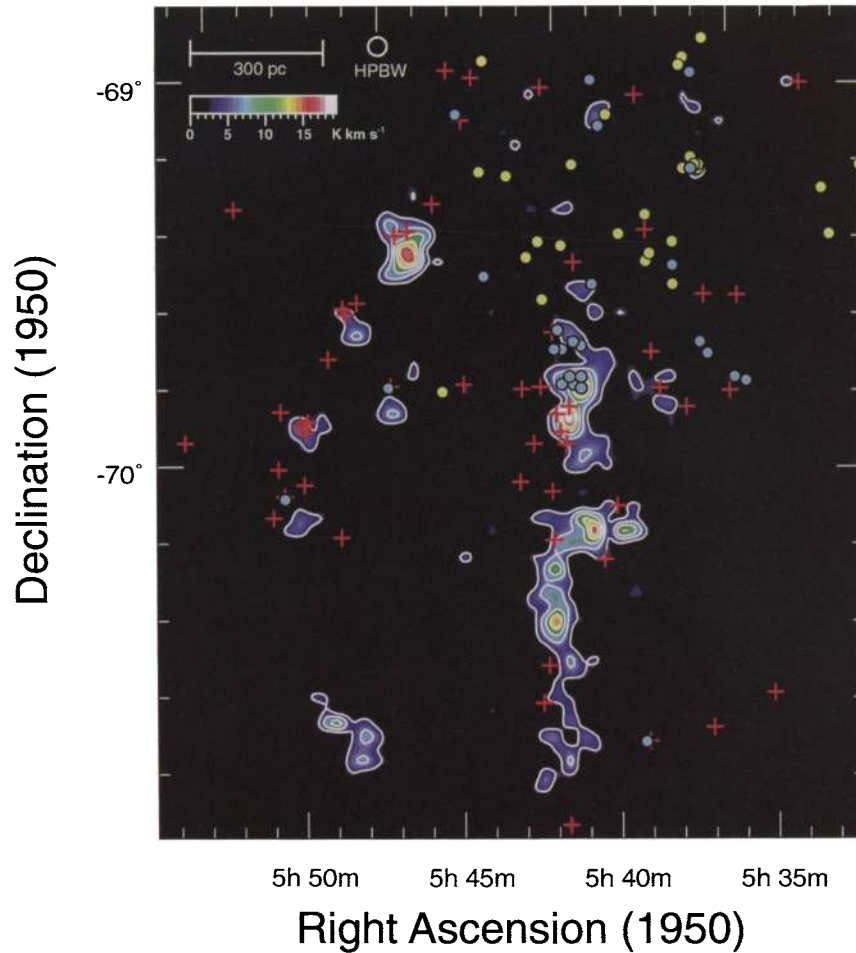 300 pc
HPBW
0 5 10 15 K km s⁻¹
-69°
-70°
Declination (1950)
5h 50m 5h 45m 5h 40m 5h 35m
Right Ascension (1950)